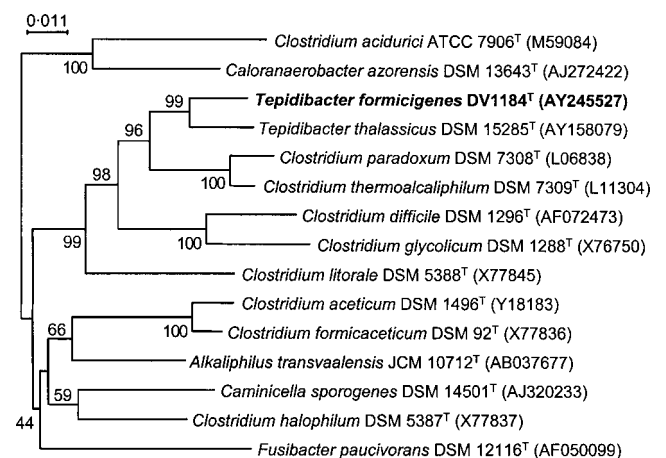 0·011
Clostridium acidurici ATCC 7906ᵀ (M59084)
100
Caloranaerobacter azorensis DSM 13643ᵀ (AJ272422)
99
Tepidibacter formicigenes DV1184ᵀ (AY245527)
96
Tepidibacter thalassicus DSM 15285ᵀ (AY158079)
Clostridium paradoxum DSM 7308ᵀ (L06838)
98
100
Clostridium thermoalcaliphilum DSM 7309ᵀ (L11304)
Clostridium difficile DSM 1296ᵀ (AF072473)
99
100
Clostridium glycolicum DSM 1288ᵀ (X76750)
Clostridium litorale DSM 5388ᵀ (X77845)
Clostridium aceticum DSM 1496ᵀ (Y18183)
66
100
Clostridium formicaceticum DSM 92ᵀ (X77836)
Alkaliphilus transvaalensis JCM 10712ᵀ (AB037677)
59
Caminicella sporogenes DSM 14501ᵀ (AJ320233)
44
Clostridium halophilum DSM 5387ᵀ (X77837)
Fusibacter paucivorans DSM 12116ᵀ (AF050099)